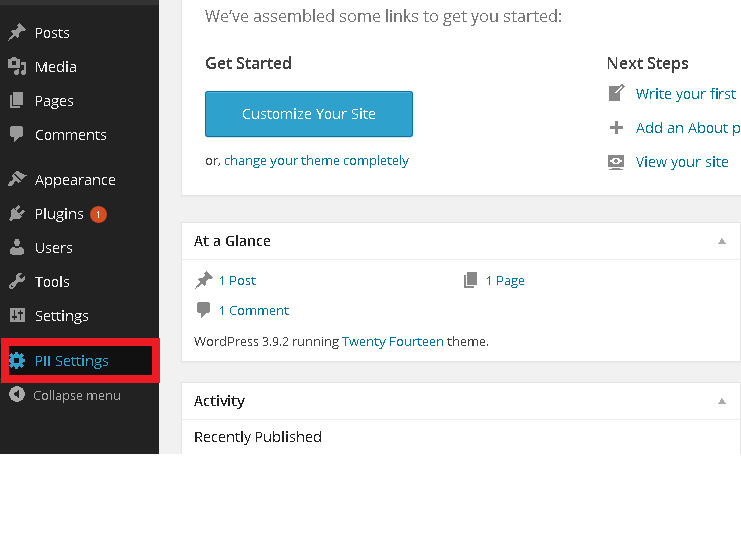 Posts
Media
Pages
Comments
Appearance
Plugins 1
Users
Tools
Settings
PII Settings
Collapse menu
We've assembled some links to get you started:
Get Started
Customize Your Site
or, change your theme completely
Next Steps
Write your first
Add an About p
View your site
At a Glance
1 Post
1 Page
1 Comment
WordPress 3.9.2 running Twenty Fourteen theme.
Activity
Recently Published